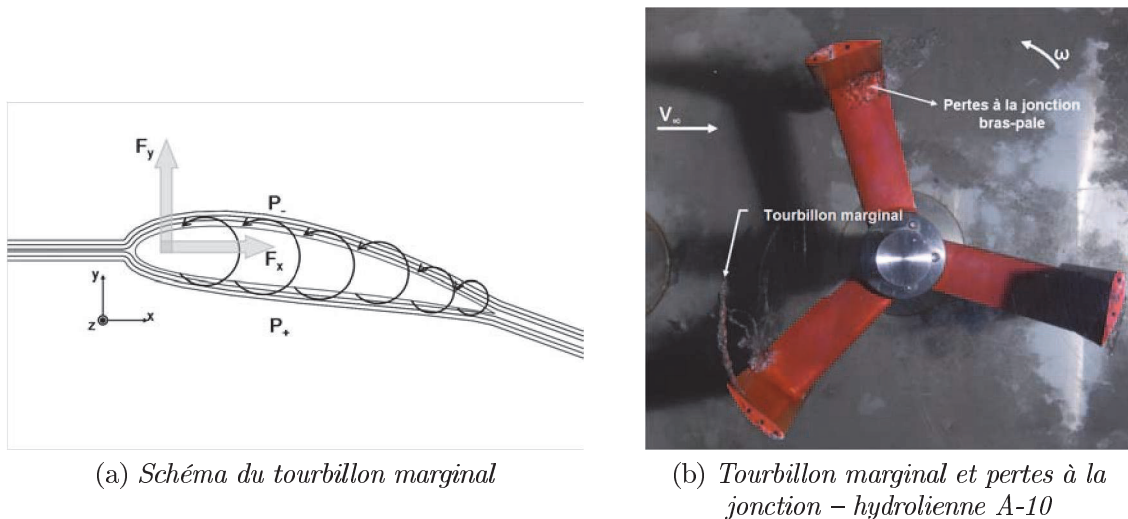 F_y
P_-
F_x
y
z
x
P_+
(a) Schéma du tourbillon marginal
ω
V_∞
Pertes à la jonction
bras-pale
Tourbillon marginal
(b) Tourbillon marginal et pertes à la
jonction – hydrolienne A-10